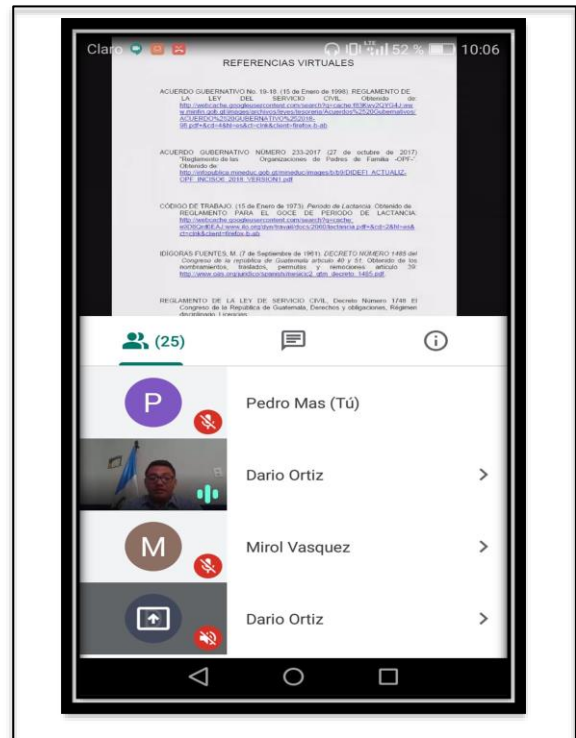 Claro LTE 52 % 10:06
REFERENCIAS VIRTUALES
ACUERDO GUBERNATIVO No. 19-18. (15 de Enero de 1998). REGLAMENTO DE
LA LEY DEL SERVICIO CIVIL. Obtenido de:
ACUERDO GUBERNATIVO NÚMERO 233-2017 (27 de octubre de 2017)
"Reglamento de las Organizaciones de Padres de Familia -OPF-".
Obtenido de
CÓDIGO DE TRABAJO. (15 de Enero de 1973). Periodo de Lactancia. Obtenido de
REGLAMENTO PARA EL GOCE DE PERIODO DE LACTANCIA:
IDÍGORAS FUENTES, M. (7 de Septiembre de 1961). DECRETO NÚMERO 1485 del
Congreso de la república de Guatemala artículo 49 y 51. Obtenido de los
nombramientos, traslados, permutas y remociones artículo 39:
REGLAMENTO DE LA LEY DE SERVICIO CIVIL, Decreto Número 1748 El
Congreso de la República de Guatemala, Derechos y obligaciones, Régimen
disciplinario, Licencias
(25)
P
Pedro Mas (Tú)
Dario Ortiz
M
Mirol Vasquez
Dario Ortiz